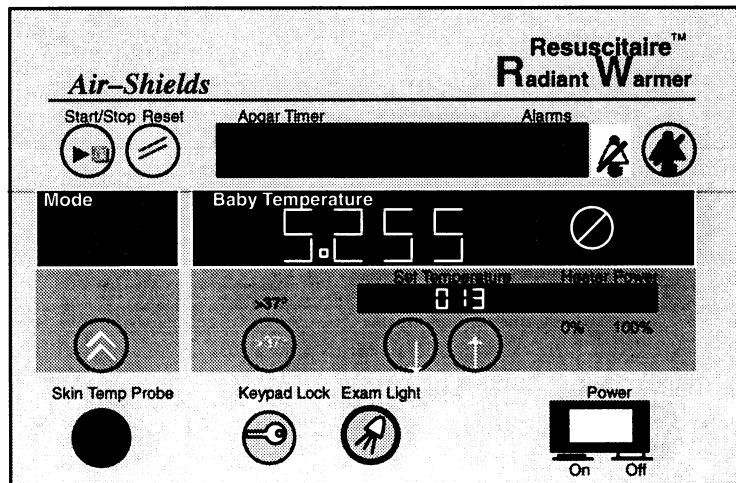 Resuscitaire™
Radiant Warmer
Air–Shields
Start/Stop Reset
Apgar Timer
Alarms
Mode
Baby Temperature
5.255
Set Temperature
Heater Power
013
>37°
>37°
0% 100%
Skin Temp Probe
Keypad Lock
Exam Light
Power
On Off